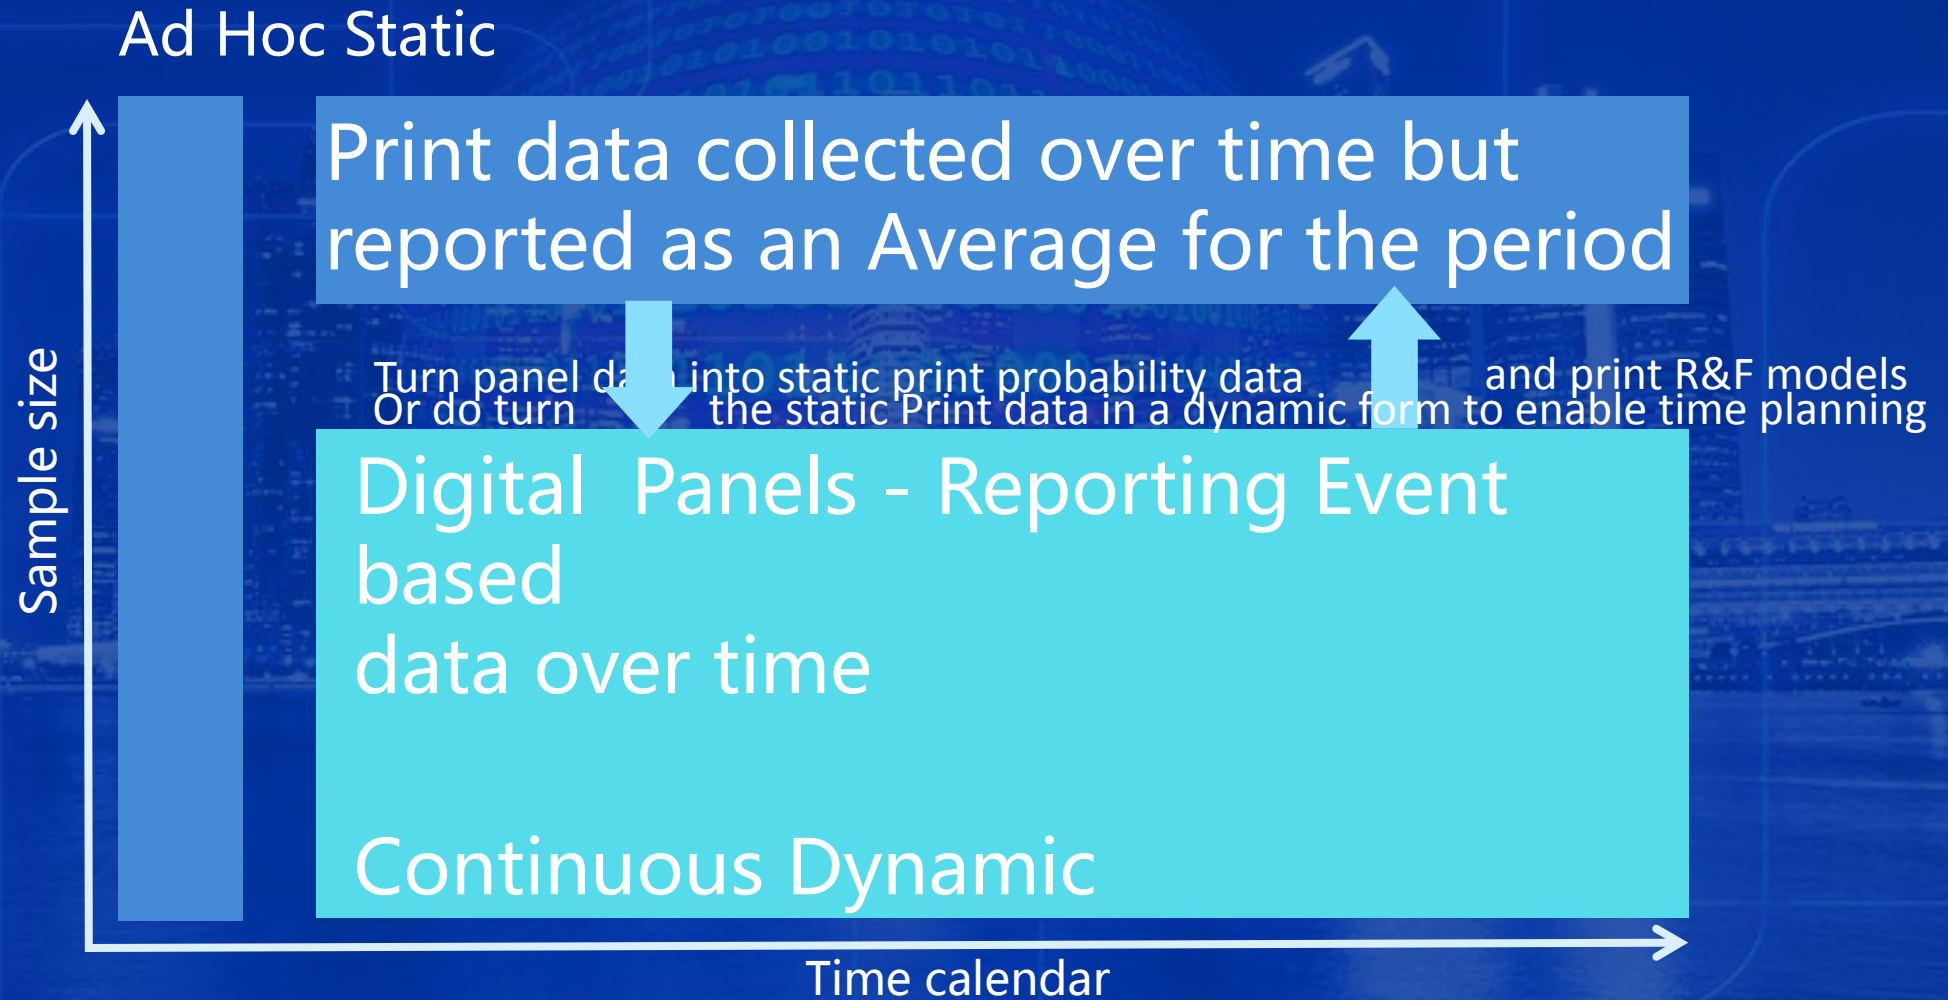 Ad Hoc Static
Print data collected over time but
reported as an Average for the period
Sample size
Turn panel data into static print probability data and print R&F models
Or do turn the static Print data in a dynamic form to enable time planning
Digital Panels - Reporting Event
based
data over time
Continuous Dynamic
Time calendar